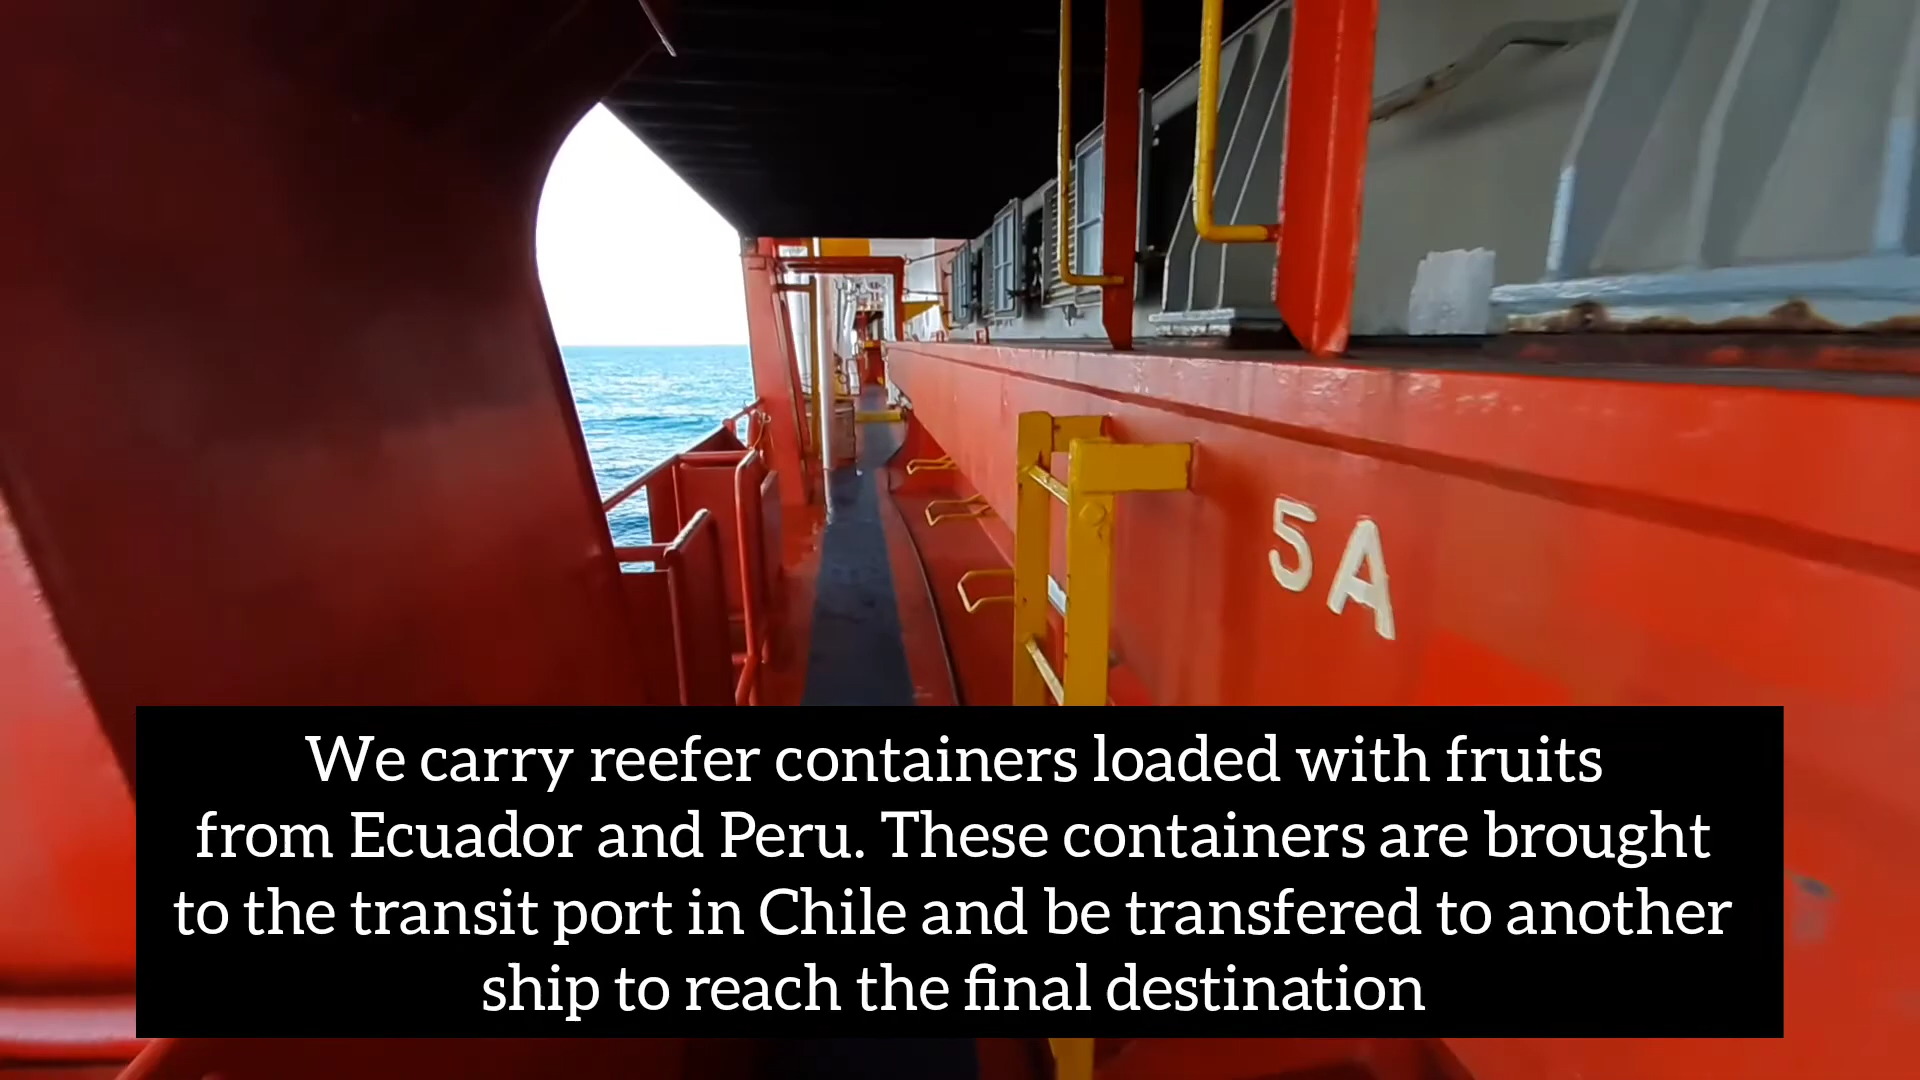 5A
We carry reefer containers loaded with fruits
from Ecuador and Peru. These containers are brought
to the transit port in Chile and be transfered to another
ship to reach the final destination